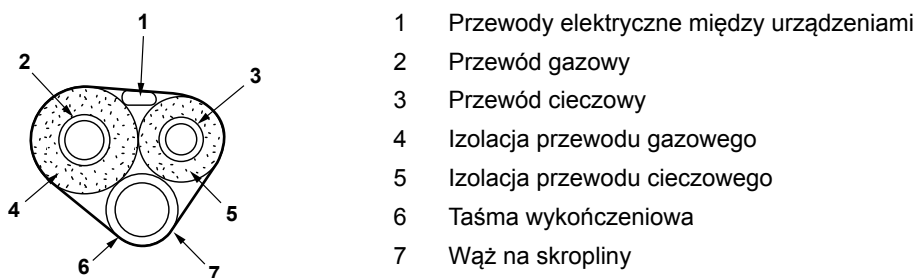 1
2
3
4
5
6
7
1 Przewody elektryczne między urządzeniami
2 Przewód gazowy
3 Przewód cieczowy
4 Izolacja przewodu gazowego
5 Izolacja przewodu cieczowego
6 Taśma wykończeniowa
7 Wąż na skropliny